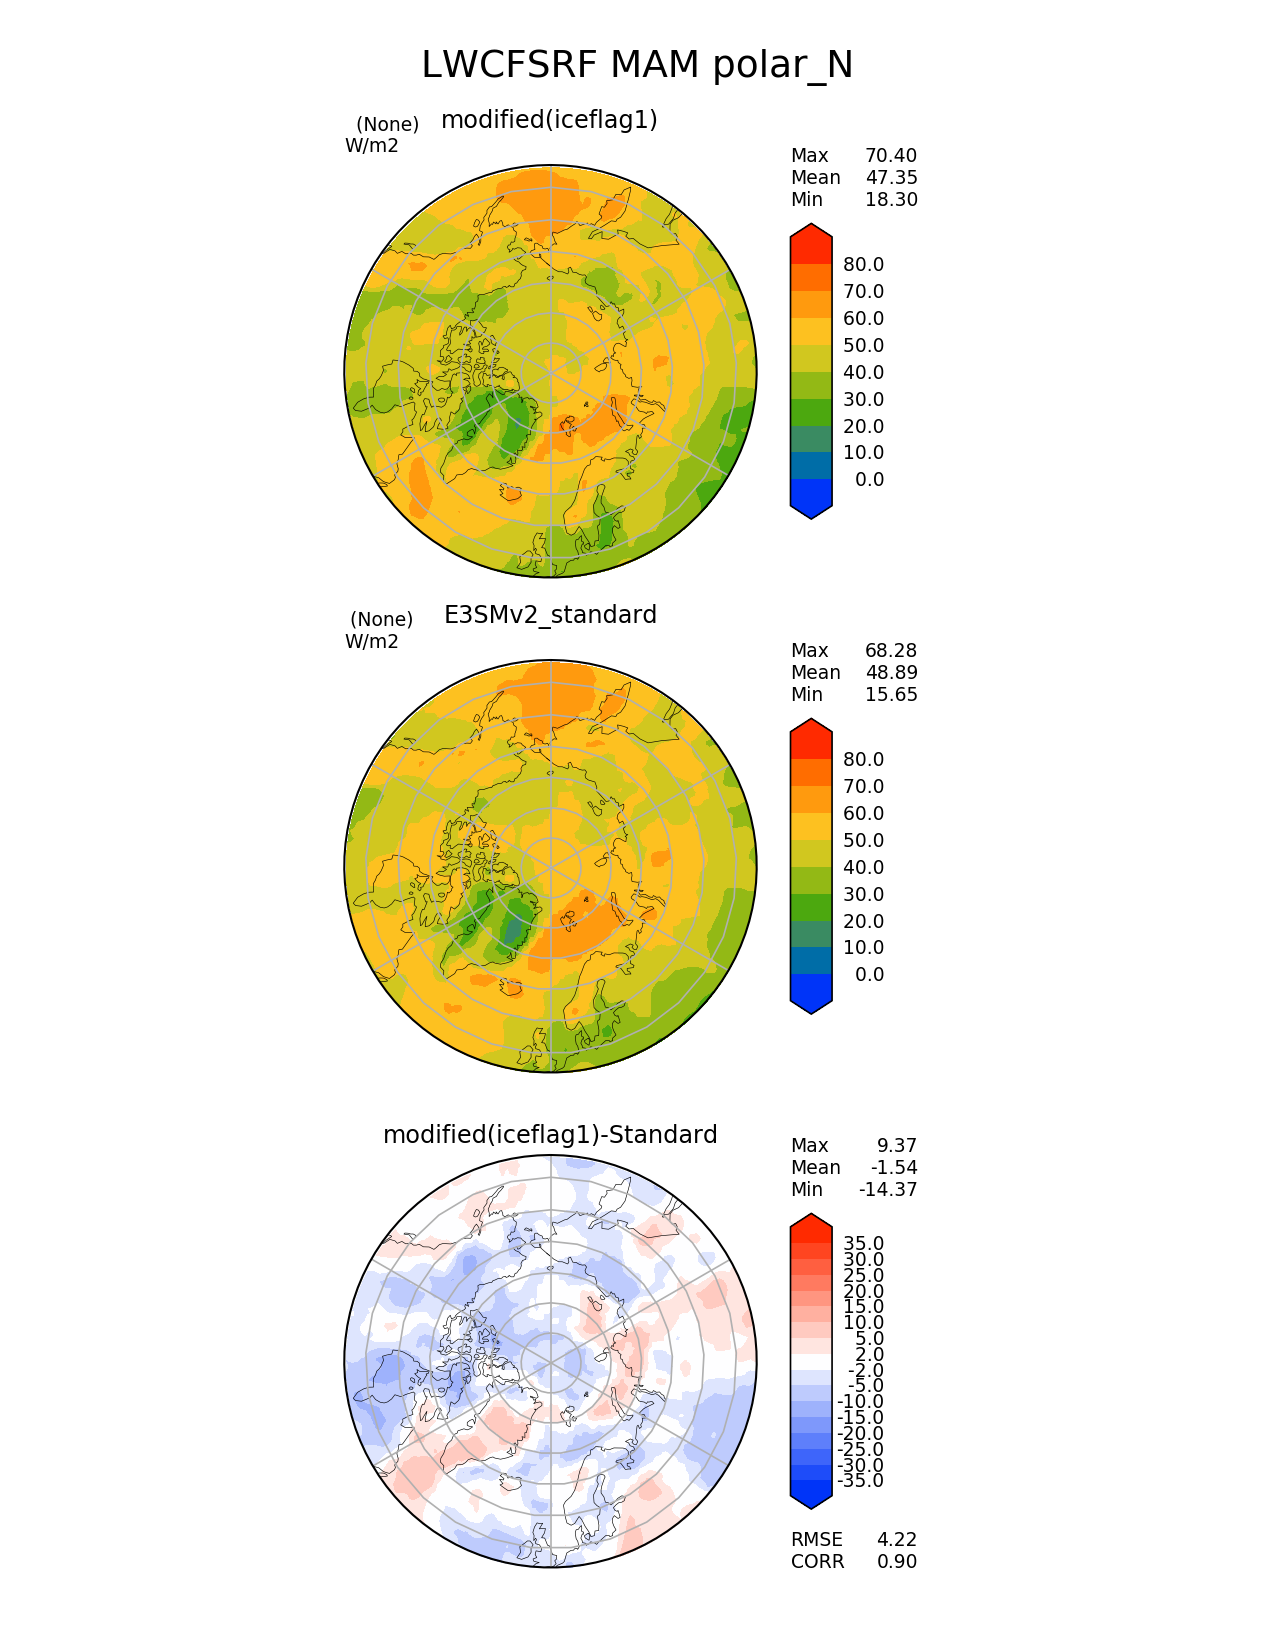 LWCFSRF MAM polar_N
(None) modified(iceflag1)
W/m2
Max 70.40
Mean 47.35
Min 18.30
80.0
70.0
60.0
50.0
40.0
30.0
20.0
10.0
0.0
(None) E3SMv2_standard
W/m2
Max 68.28
Mean 48.89
Min 15.65
80.0
70.0
60.0
50.0
40.0
30.0
20.0
10.0
0.0
modified(iceflag1)-Standard
Max 9.37
Mean -1.54
Min -14.37
35.0
30.0
25.0
20.0
15.0
10.0
5.0
2.0
-2.0
-5.0
-10.0
-15.0
-20.0
-25.0
-30.0
-35.0
RMSE 4.22
CORR 0.90